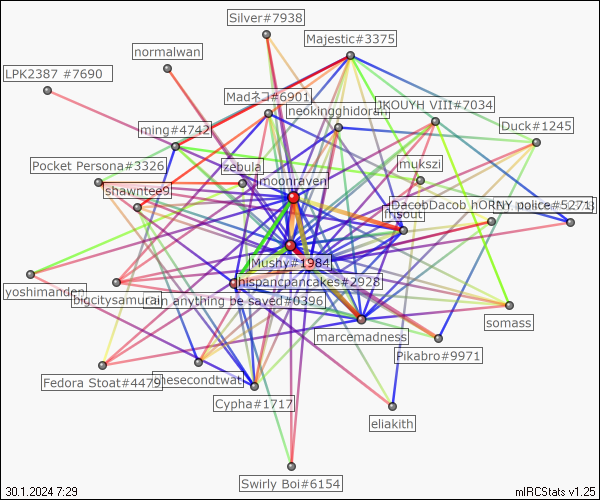 Silver#7938
Majestic#3375
normalwan
LPK2387 #7690
Madネコ#6901
neokingghidorah
JKOUYH VIII#7034
ming#4742
Duck#1245
Pocket Persona#3326
zebula
mukszi
moonraven
shawntee9
DacobDacob
hORNY police#5271
msout
Mushy#1984
hispancpancakes#2928
yoshimanden
bigcitysamurai
can anything be saved#0396
somass
marcemadness
Pikabro#9971
Fedora Stoat#4479
thesecondtwat
Cypha#1717
eliakith
Swirly Boi#6154
30.1.2024 7:29
mIRCStats v1.25